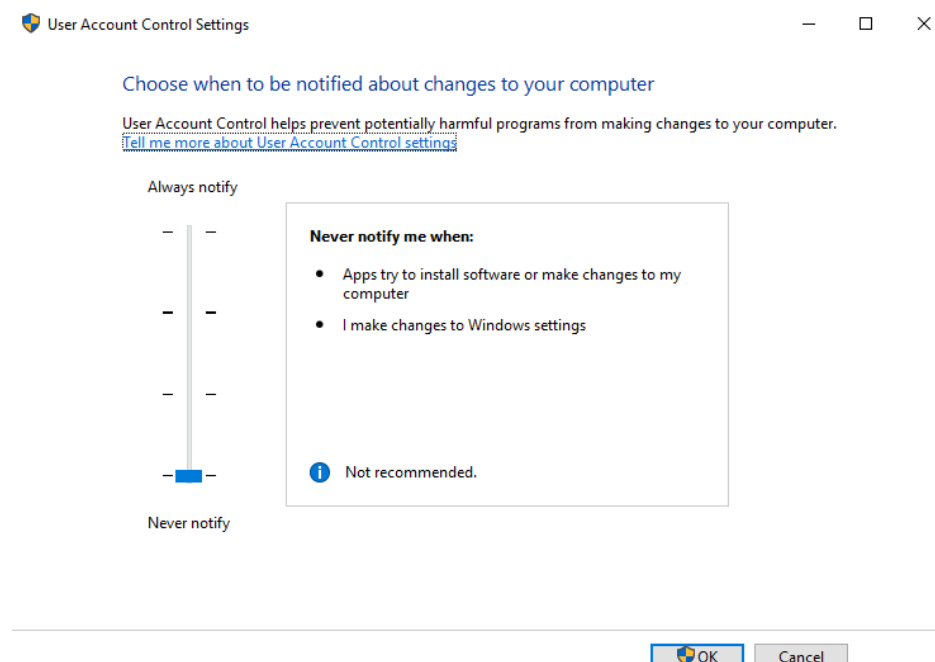 User Account Control Settings
Choose when to be notified about changes to your computer
User Account Control helps prevent potentially harmful programs from making changes to your computer.
Tell me more about User Account Control settings
Always notify
Never notify me when:
Apps try to install software or make changes to my
computer
I make changes to Windows settings
Not recommended.
Never notify
OK
Cancel